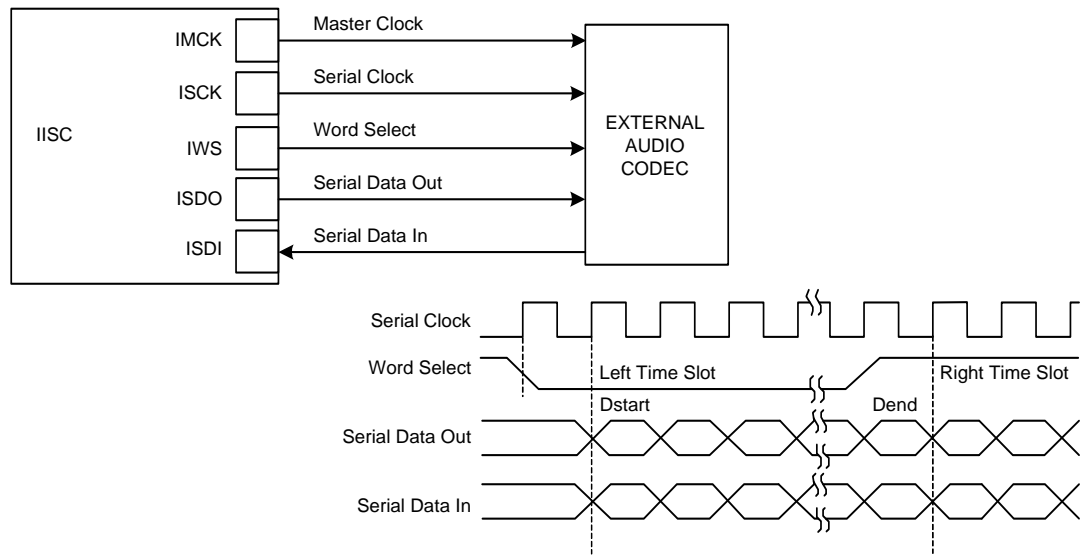 IISC
IMCK
Master Clock
ISCK
Serial Clock
IWS
Word Select
ISDO
Serial Data Out
ISDI
Serial Data In
EXTERNAL
AUDIO
CODEC
Serial Clock
Word Select
Left Time Slot
Right Time Slot
Dstart
Dend
Serial Data Out
Serial Data In